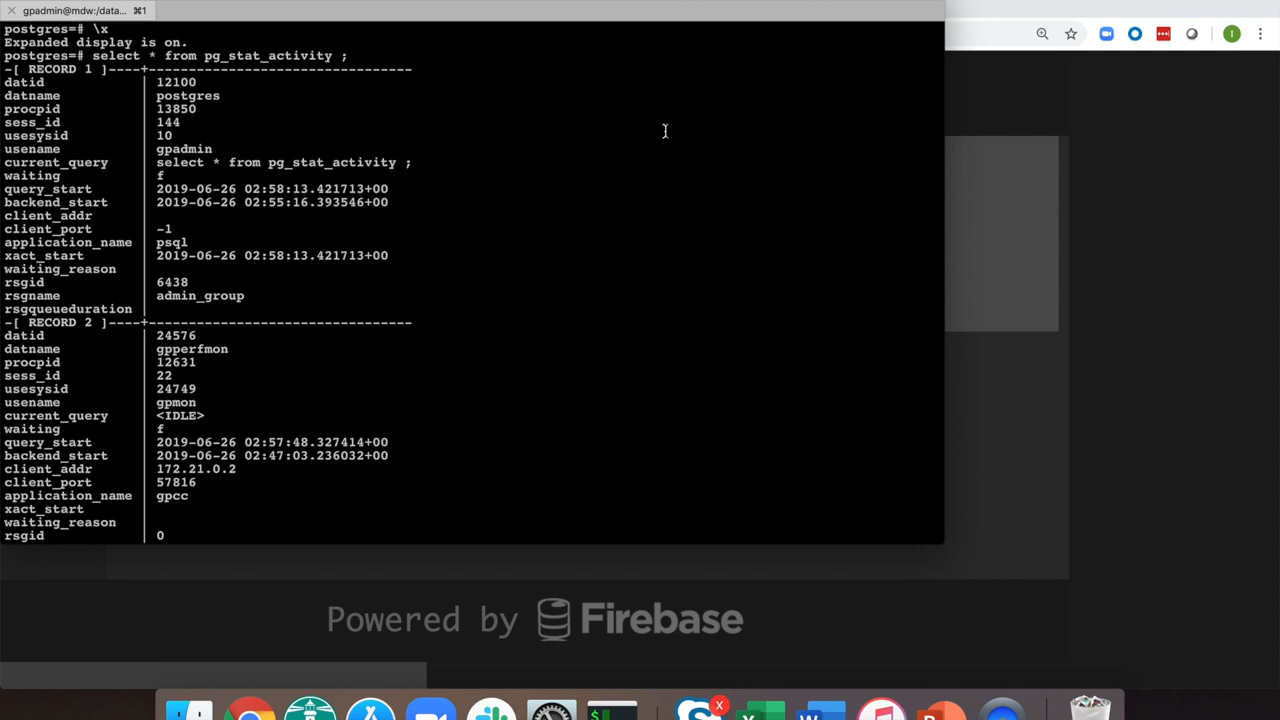 gpadmin@mdw:/data... ⌘1
postgres=# \x
Expanded display is on.
postgres=# select * from pg_stat_activity ;
-[ RECORD 1 ]----+---------------------------------
datid            | 12100
datname          | postgres
procpid          | 13850
sess_id          | 144
usesysid         | 10
usename          | gpadmin
current_query    | select * from pg_stat_activity ;
waiting          | f
query_start      | 2019-06-26 02:58:13.421713+00
backend_start    | 2019-06-26 02:55:16.393546+00
client_addr      |
client_port      | -1
application_name | psql
xact_start       | 2019-06-26 02:58:13.421713+00
waiting_reason   |
rsgid            | 6438
rsgname          | admin_group
rsgqueueduration |
-[ RECORD 2 ]----+---------------------------------
datid            | 24576
datname          | gpperfmon
procpid          | 12631
sess_id          | 22
usesysid         | 24749
usename          | gpmon
current_query    | <IDLE>
waiting          | f
query_start      | 2019-06-26 02:57:48.327414+00
backend_start    | 2019-06-26 02:47:03.236032+00
client_addr      | 172.21.0.2
client_port      | 57816
application_name | gpcc
xact_start       |
waiting_reason   |
rsgid            | 0
Powered by Firebase